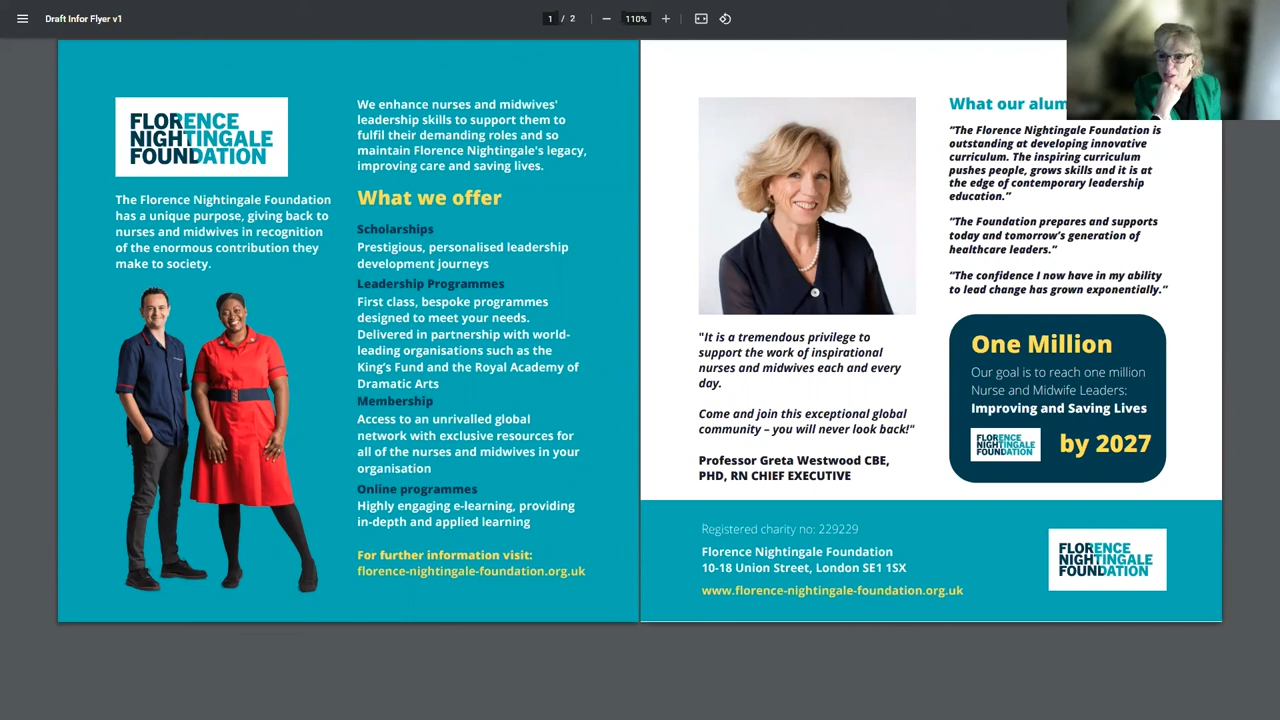 Draft Infor Flyer v1
1 / 2
110%
FLORENCE
NIGHTINGALE
FOUNDATION
The Florence Nightingale Foundation
has a unique purpose, giving back to
nurses and midwives in recognition
of the enormous contribution they
make to society.
We enhance nurses and midwives'
leadership skills to support them to
fulfil their demanding roles and so
maintain Florence Nightingale's legacy,
improving care and saving lives.
What we offer
Scholarships
Prestigious, personalised leadership
development journeys
Leadership Programmes
First class, bespoke programmes
designed to meet your needs.
Delivered in partnership with world-
leading organisations such as the
King's Fund and the Royal Academy of
Dramatic Arts
Membership
Access to an unrivalled global
network with exclusive resources for
all of the nurses and midwives in your
organisation
Online programmes
Highly engaging e-learning, providing
in-depth and applied learning
For further information visit:
florence-nightingale-foundation.org.uk
"It is a tremendous privilege to
support the work of inspirational
nurses and midwives each and every
day.
Come and join this exceptional global
community – you will never look back!"
Professor Greta Westwood CBE,
PHD, RN CHIEF EXECUTIVE
What our alum
“The Florence Nightingale Foundation is
outstanding at developing innovative
curriculum. The inspiring curriculum
pushes people, grows skills and it is at
the edge of contemporary leadership
education.”
“The Foundation prepares and supports
today and tomorrow’s generation of
healthcare leaders.”
“The confidence I now have in my ability
to lead change has grown exponentially.”
One Million
Our goal is to reach one million
Nurse and Midwife Leaders:
Improving and Saving Lives
FLORENCE
NIGHTINGALE
FOUNDATION
by 2027
Registered charity no: 229229
Florence Nightingale Foundation
10-18 Union Street, London SE1 1SX
www.florence-nightingale-foundation.org.uk
FLORENCE
NIGHTINGALE
FOUNDATION